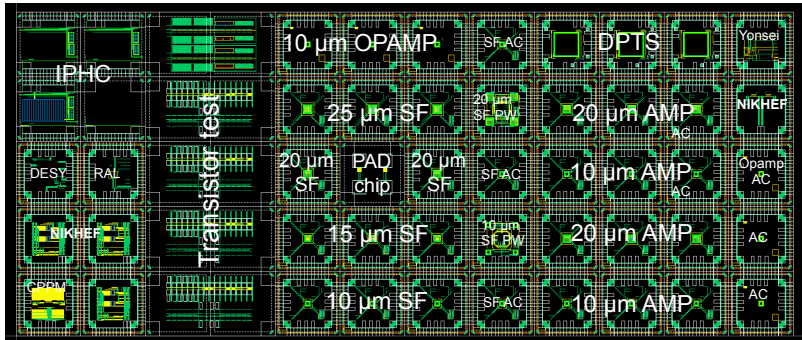 10 µm OPAMP
SF AC
DPTS
Yonsei
IPHC
25 µm SF
20 µm
SF PW
20 µm AMP
AC
NIKHEF
Transistor test
DESY
RAL
20 µm
SF
PAD
chip
20 µm
SF
SF AC
10 µm AMP
AC
Opamp
AC
NIKHEF
15 µm SF
10 µm
SF PW
20 µm AMP
AC
CPPM
10 µm SF
SF AC
10 µm AMP
AC